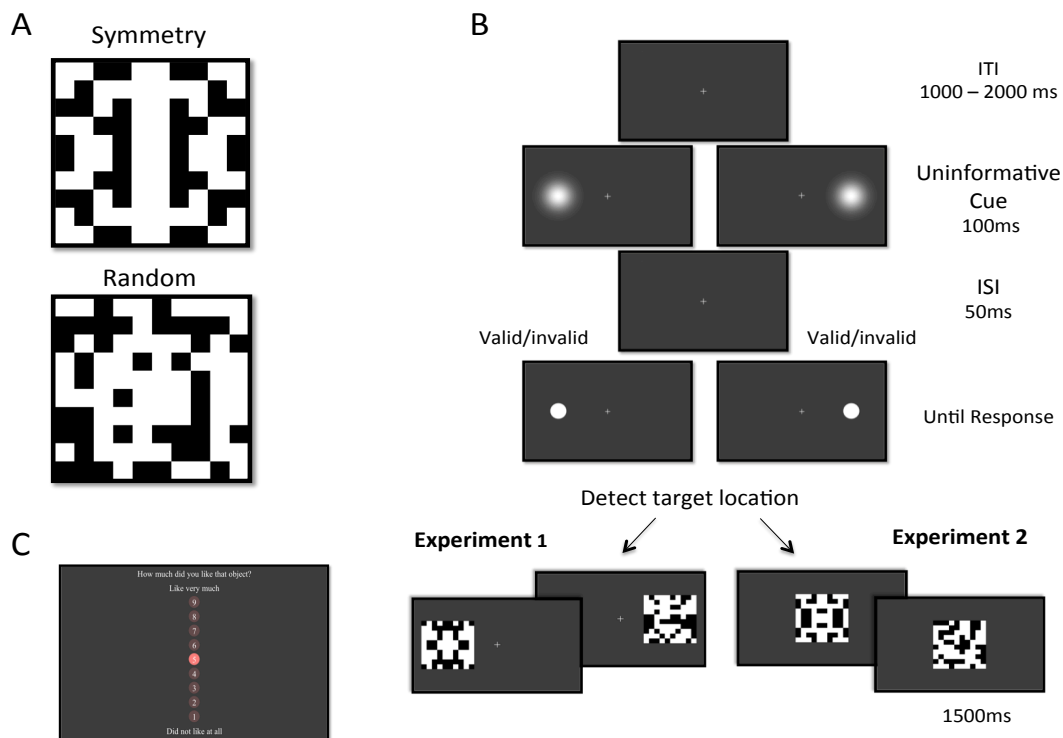 A
Symmetry
Random
B
ITI
1000 – 2000 ms
Uninformative
Cue
100ms
ISI
50ms
Valid/invalid
Valid/invalid
Until Response
Detect target location
Experiment 1
Experiment 2
1500ms
C
How much did you like that object?
Like very much
9
8
7
6
5
4
3
2
1
Did not like at all